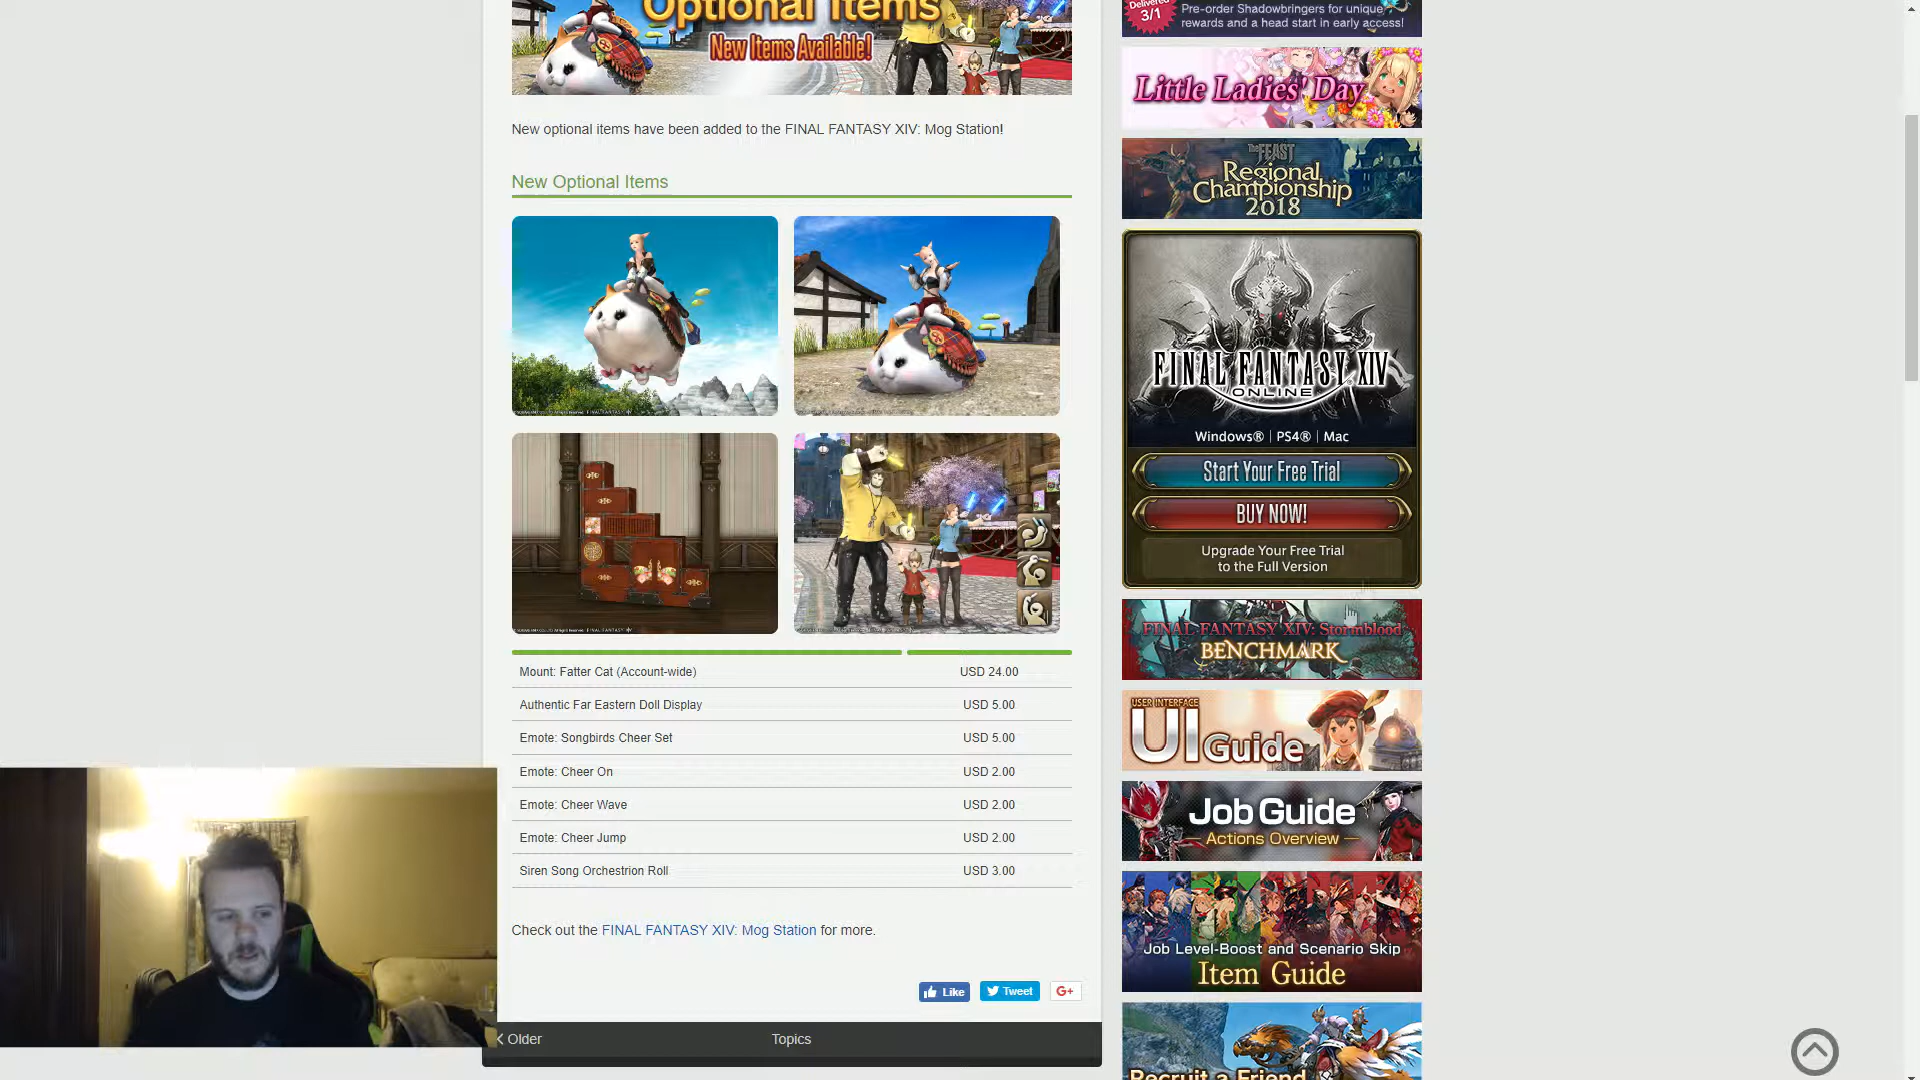 Optional Items
New Items Available!
New optional items have been added to the FINAL FANTASY XIV: Mog Station!
New Optional Items
Mount: Fatter Cat (Account-wide) USD 24.00
Authentic Far Eastern Doll Display USD 5.00
Emote: Songbirds Cheer Set USD 5.00
Emote: Cheer On USD 2.00
Emote: Cheer Wave USD 2.00
Emote: Cheer Jump USD 2.00
Siren Song Orchestrion Roll USD 3.00
Check out the FINAL FANTASY XIV: Mog Station for more.
Like Tweet G+
Older Topics
Delivered
3/1
Pre-order Shadowbringers for unique
rewards and a head start in early access!
Little Ladies' Day
The FEAST
Regional
Championship
2018
FINAL FANTASY XIV
ONLINE
Windows® | PS4® | Mac
Start Your Free Trial
BUY NOW!
Upgrade Your Free Trial
to the Full Version
FINAL FANTASY XIV: Stormblood
BENCHMARK
USER INTERFACE
UI Guide
Job Guide
Actions Overview
Job Level-Boost and Scenario Skip
Item Guide
Recruit a Friend